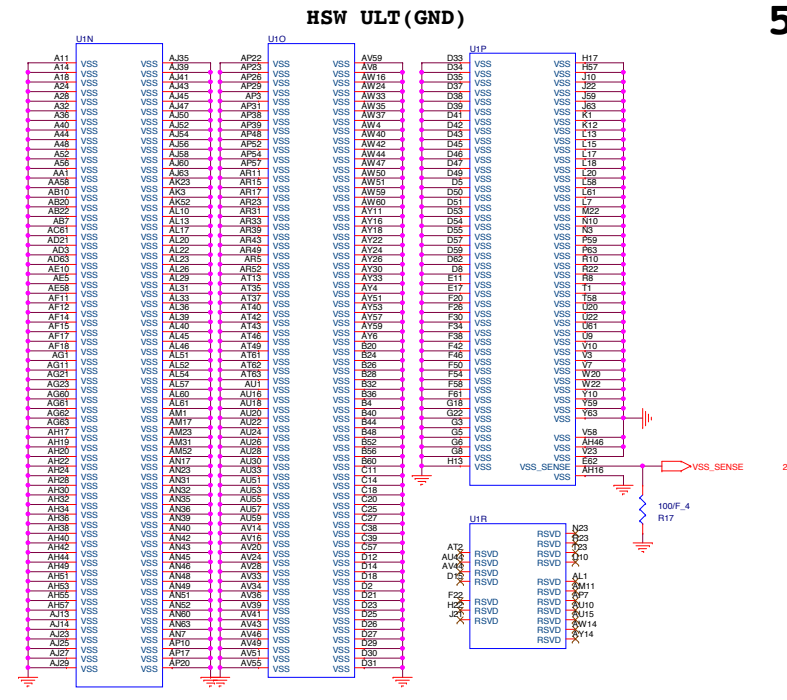 HSW ULT(GND)
5
U1N
A11 VSS VSS AJ35
A14 VSS VSS AJ39
A18 VSS VSS AJ41
A24 VSS VSS AJ43
A28 VSS VSS AJ45
A32 VSS VSS AJ47
A36 VSS VSS AJ50
A40 VSS VSS AJ52
A44 VSS VSS AJ54
A48 VSS VSS AJ56
A52 VSS VSS AJ58
A56 VSS VSS AJ60
AA1 VSS VSS AJ63
AA58 VSS VSS AK23
AB10 VSS VSS AK3
AB20 VSS VSS AK52
AB22 VSS VSS AL10
AB7 VSS VSS AL13
AC61 VSS VSS AL17
AD21 VSS VSS AL20
AD3 VSS VSS AL22
AD63 VSS VSS AL23
AE10 VSS VSS AL26
AE5 VSS VSS AL29
AE58 VSS VSS AL31
AF11 VSS VSS AL33
AF12 VSS VSS AL36
AF14 VSS VSS AL39
AF15 VSS VSS AL40
AF17 VSS VSS AL45
AF18 VSS VSS AL46
AG1 VSS VSS AL51
AG11 VSS VSS AL52
AG21 VSS VSS AL54
AG23 VSS VSS AL57
AG60 VSS VSS AL60
AG61 VSS VSS AL61
AG62 VSS VSS AM1
AG63 VSS VSS AM17
AH17 VSS VSS AM23
AH19 VSS VSS AM31
AH20 VSS VSS AM52
AH22 VSS VSS AN17
AH24 VSS VSS AN23
AH28 VSS VSS AN31
AH30 VSS VSS AN32
AH32 VSS VSS AN35
AH34 VSS VSS AN36
AH36 VSS VSS AN39
AH38 VSS VSS AN40
AH40 VSS VSS AN42
AH42 VSS VSS AN43
AH44 VSS VSS AN45
AH49 VSS VSS AN46
AH51 VSS VSS AN48
AH53 VSS VSS AN49
AH55 VSS VSS AN51
AH57 VSS VSS AN52
AJ13 VSS VSS AN60
AJ14 VSS VSS AN63
AJ23 VSS VSS AN7
AJ25 VSS VSS AP10
AJ27 VSS VSS AP17
AJ29 VSS VSS AP20
U1O
AP22 VSS VSS AV59
AP23 VSS VSS AV8
AP26 VSS VSS AW16
AP29 VSS VSS AW24
AP3 VSS VSS AW33
AP31 VSS VSS AW35
AP38 VSS VSS AW37
AP39 VSS VSS AW4
AP48 VSS VSS AW40
AP52 VSS VSS AW42
AP54 VSS VSS AW44
AP57 VSS VSS AW47
AR11 VSS VSS AW50
AR15 VSS VSS AW51
AR17 VSS VSS AW59
AR23 VSS VSS AW60
AR31 VSS VSS AY11
AR33 VSS VSS AY16
AR39 VSS VSS AY18
AR43 VSS VSS AY22
AR49 VSS VSS AY24
AR5 VSS VSS AY26
AR52 VSS VSS AY30
AT13 VSS VSS AY33
AT35 VSS VSS AY4
AT37 VSS VSS AY51
AT40 VSS VSS AY53
AT42 VSS VSS AY57
AT43 VSS VSS AY59
AT46 VSS VSS AY6
AT49 VSS VSS B20
AT61 VSS VSS B24
AT62 VSS VSS B26
AT63 VSS VSS B28
AU1 VSS VSS B32
AU16 VSS VSS B36
AU18 VSS VSS B4
AU20 VSS VSS B40
AU22 VSS VSS B44
AU24 VSS VSS B48
AU26 VSS VSS B52
AU28 VSS VSS B56
AU30 VSS VSS B60
AU33 VSS VSS C11
AU51 VSS VSS C14
AU53 VSS VSS C18
AU55 VSS VSS C20
AU57 VSS VSS C25
AU59 VSS VSS C27
AV14 VSS VSS C38
AV16 VSS VSS C39
AV20 VSS VSS C57
AV24 VSS VSS D12
AV28 VSS VSS D14
AV33 VSS VSS D18
AV34 VSS VSS D2
AV36 VSS VSS D21
AV39 VSS VSS D23
AV41 VSS VSS D25
AV43 VSS VSS D26
AV46 VSS VSS D27
AV49 VSS VSS D29
AV51 VSS VSS D30
AV55 VSS VSS D31
U1P
D33 VSS VSS H17
D34 VSS VSS H57
D35 VSS VSS J10
D37 VSS VSS J22
D38 VSS VSS J59
D39 VSS VSS J63
D41 VSS VSS K1
D42 VSS VSS K12
D43 VSS VSS L13
D45 VSS VSS L15
D46 VSS VSS L17
D47 VSS VSS L18
D49 VSS VSS L20
D5 VSS VSS L58
D50 VSS VSS L61
D51 VSS VSS L7
D53 VSS VSS M22
D54 VSS VSS N10
D55 VSS VSS N3
D57 VSS VSS P59
D59 VSS VSS P63
D62 VSS VSS R10
D8 VSS VSS R22
E11 VSS VSS R8
E17 VSS VSS T1
F20 VSS VSS T58
F26 VSS VSS U20
F30 VSS VSS U22
F34 VSS VSS U61
F38 VSS VSS U9
F42 VSS VSS V10
F46 VSS VSS V3
F50 VSS VSS V7
F54 VSS VSS W20
F58 VSS VSS W22
F61 VSS VSS Y10
G18 VSS VSS Y59
G22 VSS VSS Y63
G3 VSS
G5 VSS VSS V58
G6 VSS VSS AH46
G8 VSS VSS V23
H13 VSS VSS_SENSE E62
VSS AH16
VSS_SENSE
2
100/F_4
R17
U1R
RSVD N23
RSVD R23
AT2 RSVD RSVD T23
AU44 RSVD RSVD U10
AV44 RSVD
D15 RSVD RSVD AL1
RSVD AM11
F22 RSVD RSVD AP7
H22 RSVD RSVD AU10
J21 RSVD RSVD AU15
RSVD AW14
RSVD AY14